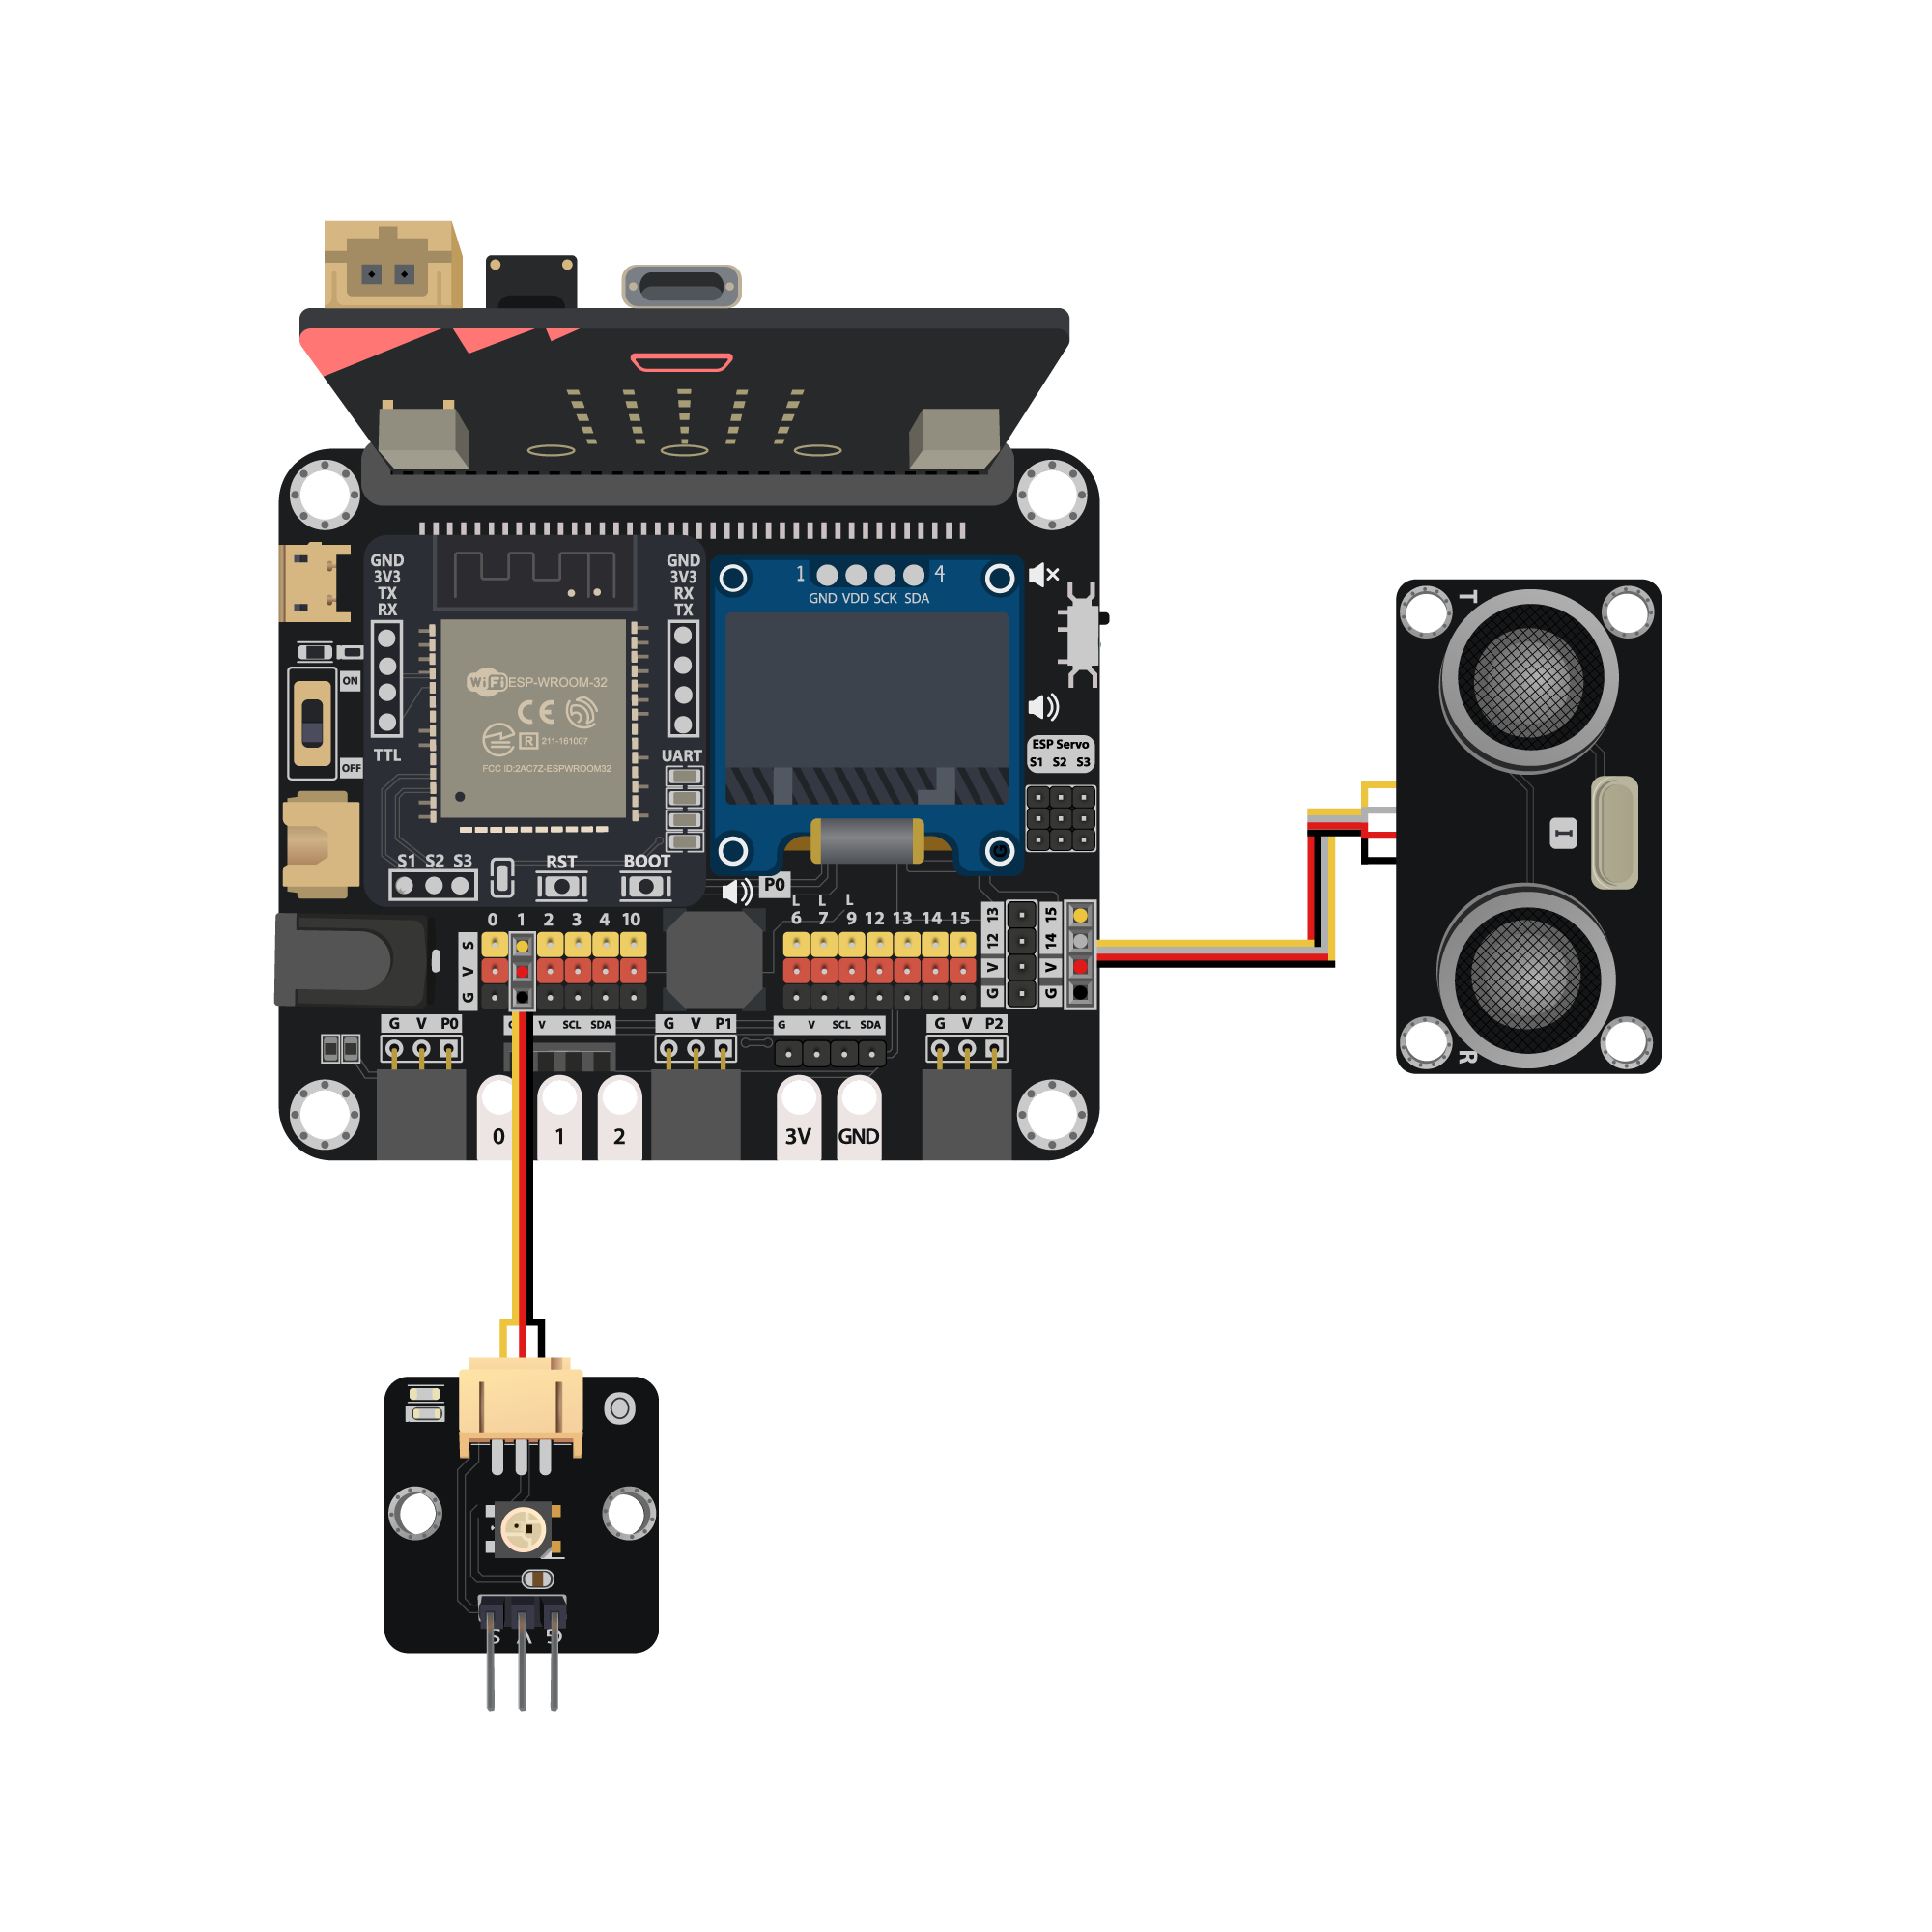 GND
3V3
TX
RX
TTL
ON
OFF
WiFi ESP-WROOM-32
CE
R 211-161007
FCC ID:2AC7Z-ESPWROOM32
GND
3V3
RX
TX
UART
S1 S2 S3
RST
BOOT
1 4
GND VDD SCK SDA
ESP Servo
S1 S2 S3
P0
L L L
0 1 2 3 4 10
6 7 9 12 13 14 15
S
V
G
13
12
V
G
15
14
V
G
G V P0
V SCL SDA
G V P1
G V SCL SDA
G V P2
0 1 2 3V GND
T
I
R
O
S V G